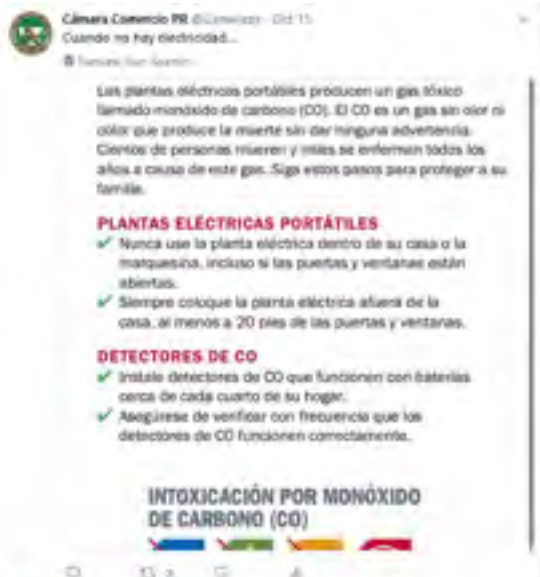 Cámara Comercio PR Oct 15
Cuando no hay electricidad...
Las plantas eléctricas portátiles producen un gas tóxico
llamado monóxido de carbono (CO). El CO es un gas sin olor ni
color que produce la muerte sin dar ninguna advertencia.
Cientos de personas mueren y miles se enferman todos los
años a causa de este gas. Siga estos pasos para proteger a su
familia.
PLANTAS ELÉCTRICAS PORTÁTILES
✔ Nunca use la planta eléctrica dentro de su casa o la
marquesina, incluso si las puertas y ventanas están
abiertas.
✔ Siempre coloque la planta eléctrica afuera de la
casa, al menos a 20 pies de las puertas y ventanas.
DETECTORES DE CO
✔ Instale detectores de CO que funcionen con baterías
cerca de cada cuarto de su hogar.
✔ Asegúrese de verificar con frecuencia que los
detectores de CO funcionen correctamente.
INTOXICACIÓN POR MONÓXIDO
DE CARBONO (CO)